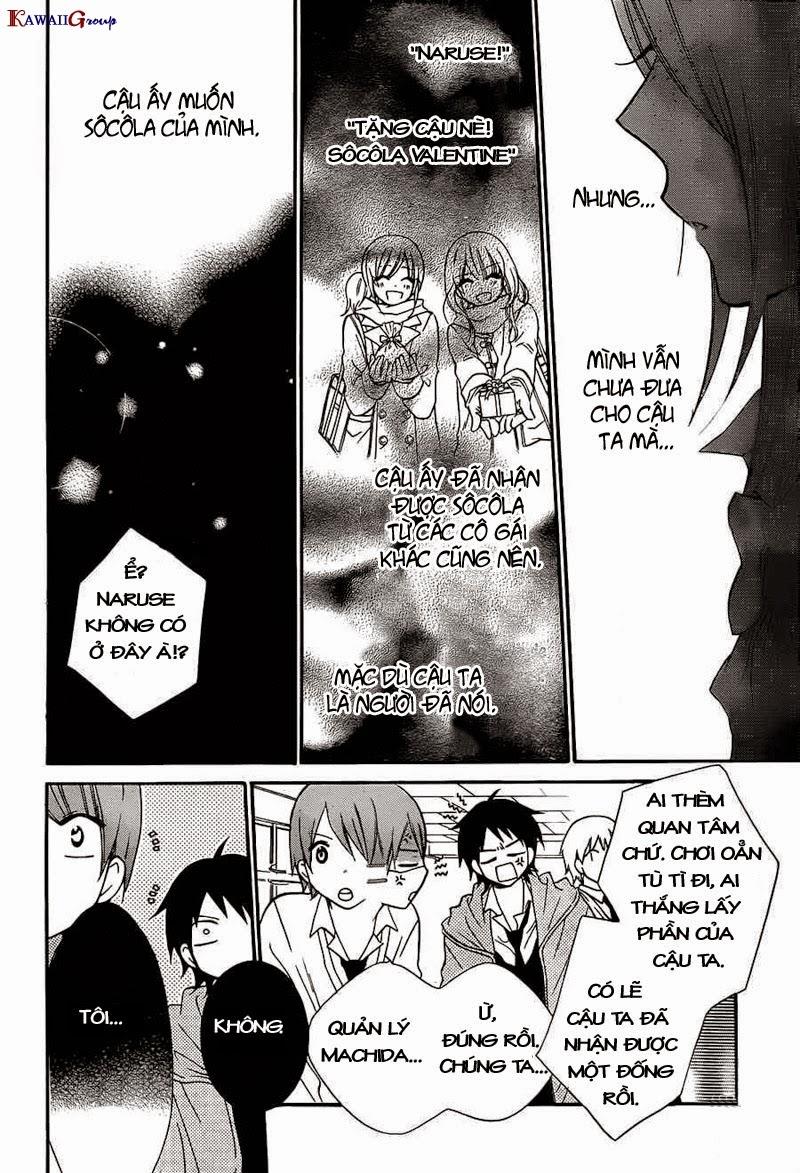 KAWAIIGroup
NHƯNG...
MÌNH VẪN
CHƯA ĐƯA
CHO CẬU
TA MÀ...
"NARUSE!"
"TẶNG CẬU NÈ!
SÔCÔLA VALENTINE"
CẬU ẤY ĐÃ NHẬN
ĐƯỢC SÔCÔLA
TỪ CÁC CÔ GÁI
KHÁC CŨNG NÊN.
MẶC DÙ CẬU TA
LÀ NGƯỜI ĐÃ NÓI.
CẬU ẤY MUỐN
SÔCÔLA CỦA MÌNH.
Ể?
NARUSE
KHÔNG CÓ
Ở ĐÂY À!?
AI THÈM
QUAN TÂM
CHỨ. CHƠI OẲN
TÙ TÌ ĐI, AI
THẮNG LẤY
PHẦN CỦA
CẬU TA.
CÓ LẼ
CẬU TA ĐÃ
NHẬN ĐƯỢC
MỘT ĐỐNG
RỒI.
Ừ,
ĐÚNG RỒI.
CHÚNG TA...
QUẢN LÝ
MACHIDA...
KHÔNG.
TÔI...